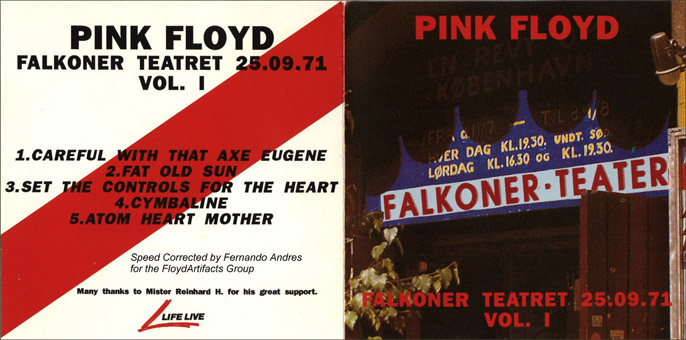 PINK FLOYD
FALKONER TEATRET 25.09.71
VOL. I
1.CAREFUL WITH THAT AXE EUGENE
2.FAT OLD SUN
3.SET THE CONTROLS FOR THE HEART
4.CYMBALINE
5.ATOM HEART MOTHER
Speed Corrected by Fernando Andres
for the FloydArtifacts Group
Many thanks to Mister Reinhard H. for his great support.
LIFE LIVE
PINK FLOYD
EN REVY
KØBENHAVN
TIL
VER DAG KL.19.30. UNDT. SØ
LØRDAG KL. 16.30 OG KL. 19.30.
FALKONER·TEATER
FALKONER TEATRET 25.09.71
VOL. I